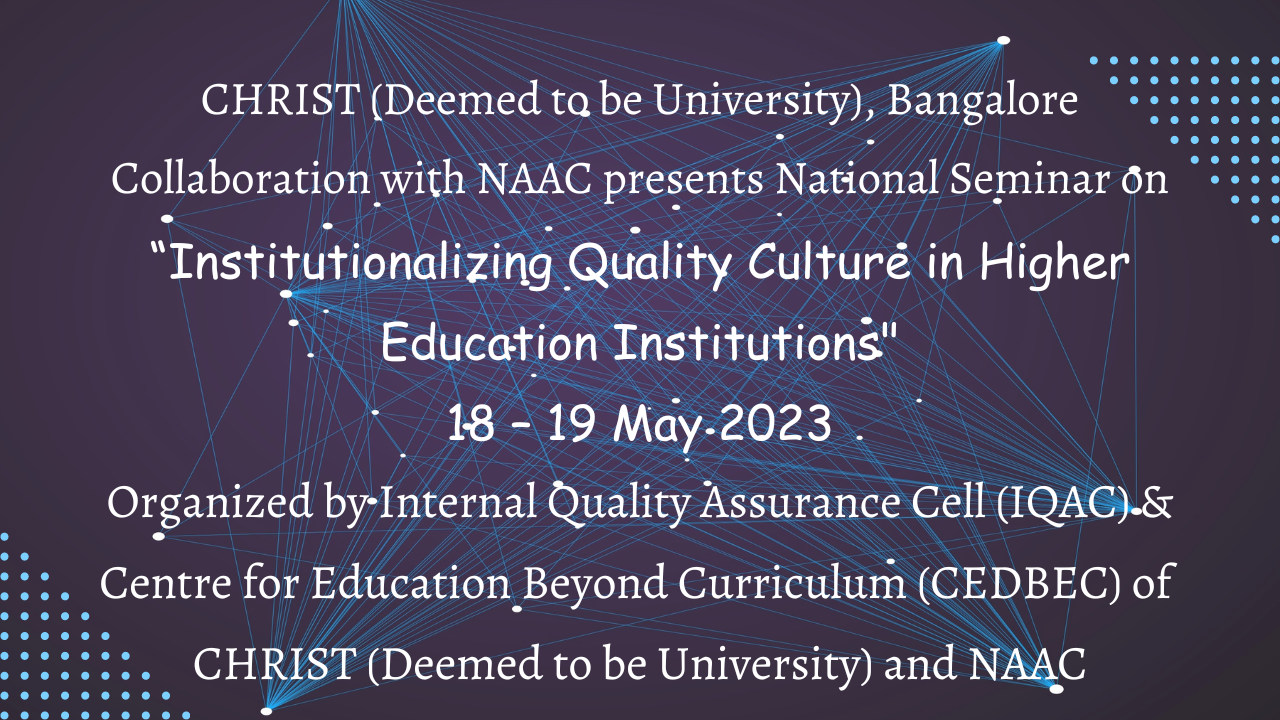 CHRIST (Deemed to be University), Bangalore
Collaboration with NAAC presents National Seminar on
“Institutionalizing Quality Culture in Higher
Education Institutions"
18 – 19 May 2023
Organized by Internal Quality Assurance Cell (IQAC) &
Centre for Education Beyond Curriculum (CEDBEC) of
CHRIST (Deemed to be University) and NAAC